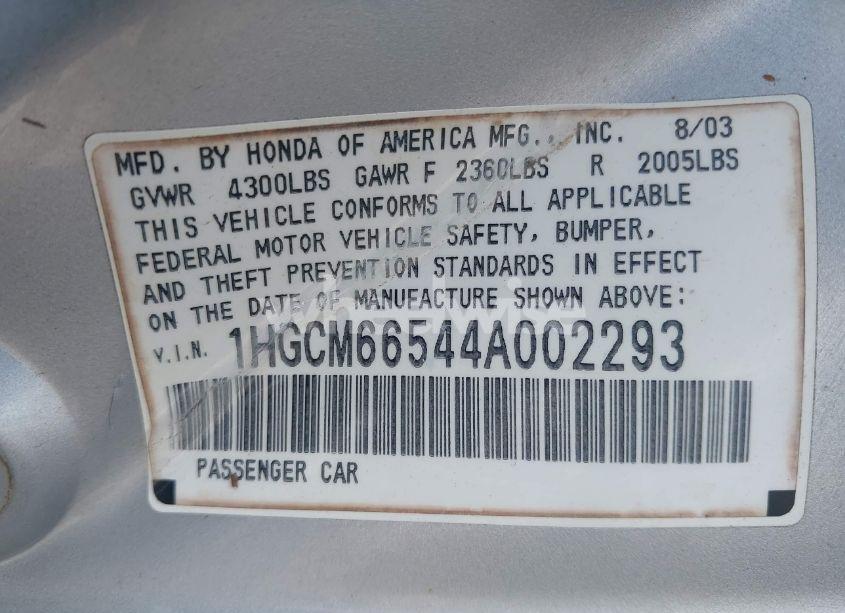 MFD. BY HONDA OF AMERICA MFG., INC. 8/03
GVWR 4300LBS GAWR F 2360LBS R 2005LBS
THIS VEHICLE CONFORMS TO ALL APPLICABLE
FEDERAL MOTOR VEHICLE SAFETY, BUMPER,
AND THEFT PREVENTION STANDARDS IN EFFECT
ON THE DATE OF MANUFACTURE SHOWN ABOVE:
V.I.N. 1HGCM66544A002293
PASSENGER CAR